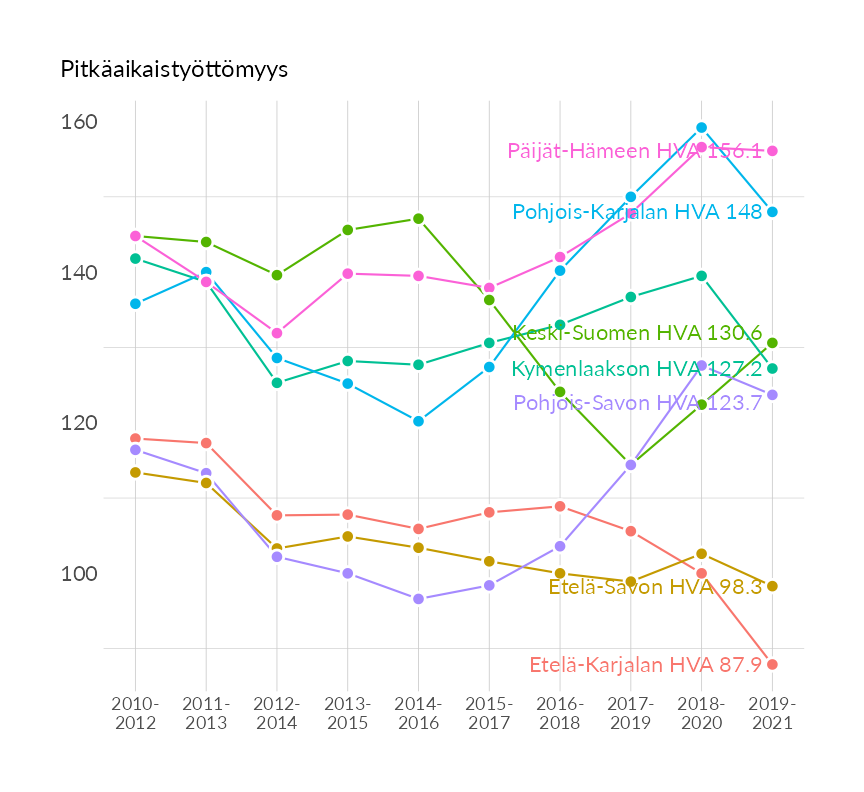 Pitkäaikaistyöttömyys
160
Päijät-Hämeen HVA 156.1
Pohjois-Karjalan HVA 148
140
Keski-Suomen HVA 130.6
Kymenlaakson HVA 127.2
Pohjois-Savon HVA 123.7
120
100
Etelä-Savon HVA 98.3
Etelä-Karjalan HVA 87.9
2010- 2011- 2012- 2013- 2014- 2015- 2016- 2017- 2018- 2019-
2012 2013 2014 2015 2016 2017 2018 2019 2020 2021